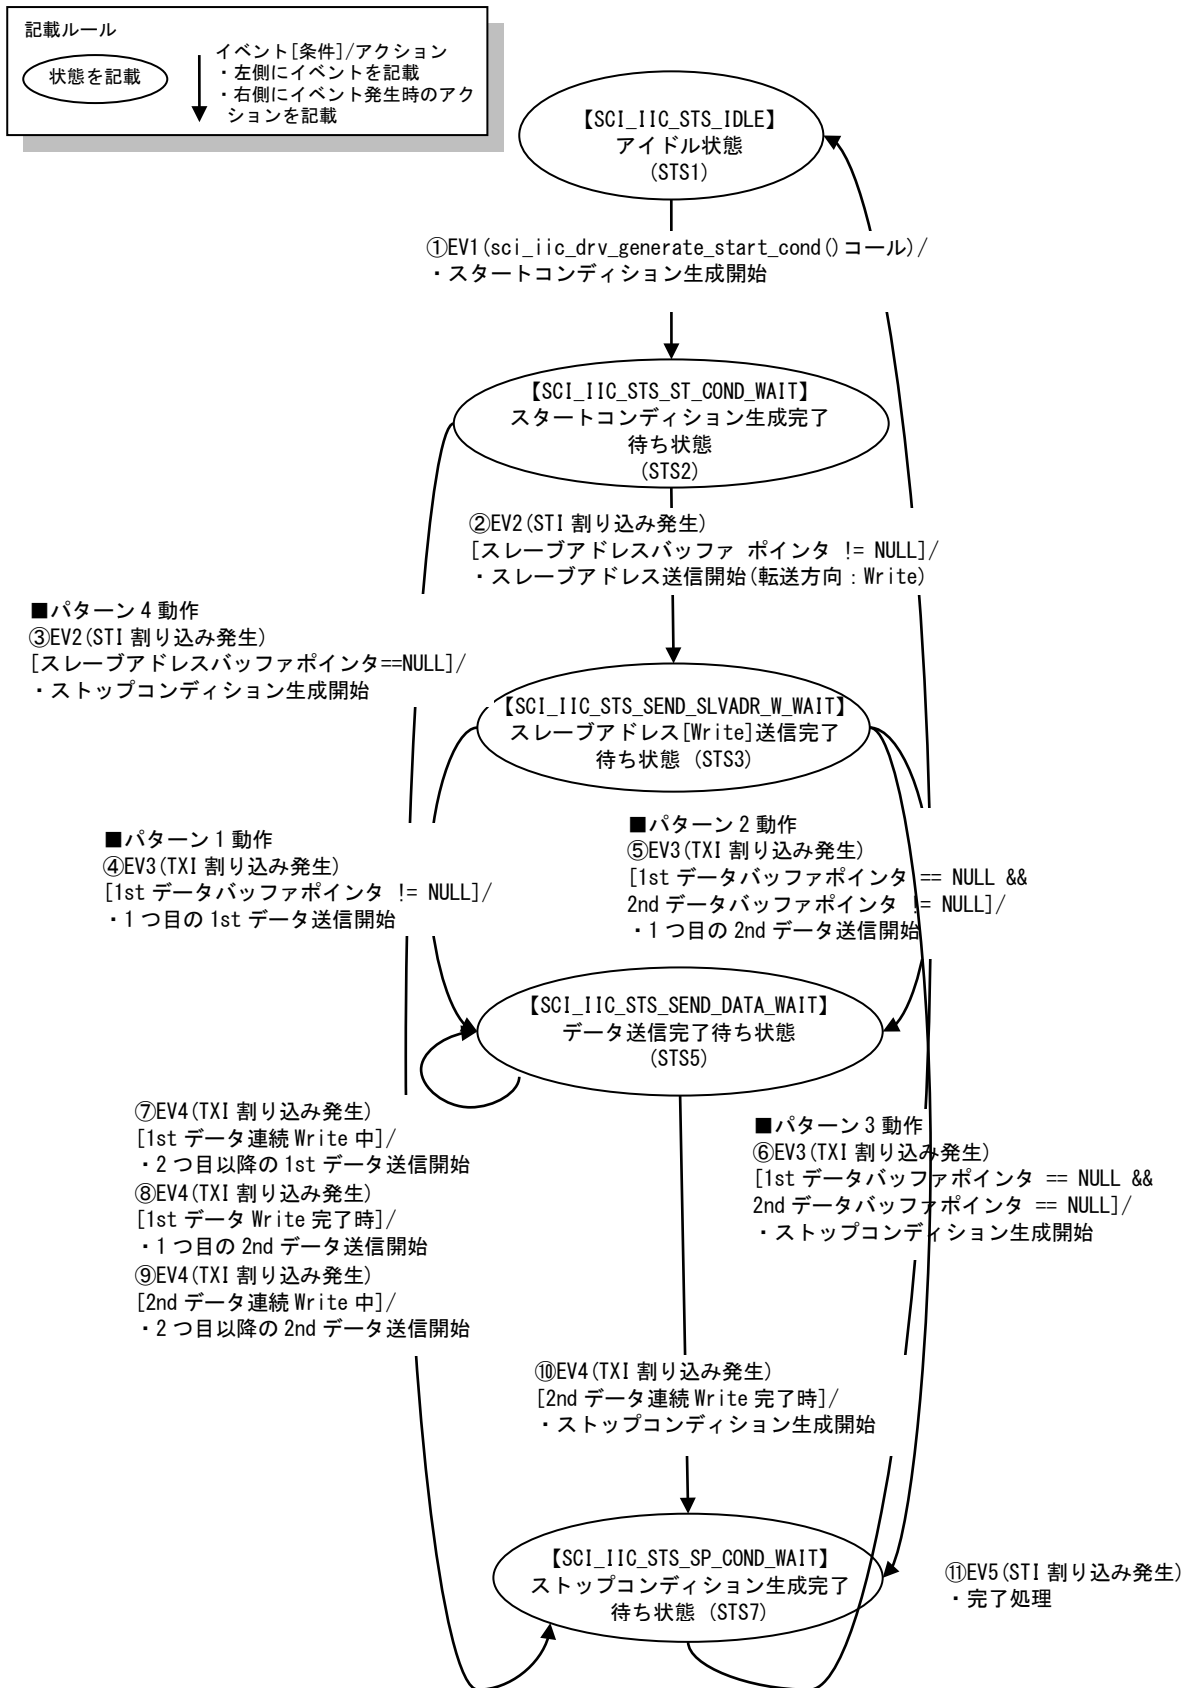 記載ルール
状態を記載
イベント[条件]/アクション
・左側にイベントを記載
・右側にイベント発生時のアク
ションを記載
【SCI_IIC_STS_IDLE】
アイドル状態
(STS1)
①EV1(sci_iic_drv_generate_start_cond()コール)/
・スタートコンディション生成開始
【SCI_IIC_STS_ST_COND_WAIT】
スタートコンディション生成完了
待ち状態
(STS2)
②EV2(STI 割り込み発生)
[スレーブアドレスバッファ ポインタ != NULL]/
・スレーブアドレス送信開始(転送方向：Write)
■パターン4動作
③EV2(STI 割り込み発生)
[スレーブアドレスバッファポインタ==NULL]/
・ストップコンディション生成開始
【SCI_IIC_STS_SEND_SLVADR_W_WAIT】
スレーブアドレス[Write]送信完了
待ち状態 (STS3)
■パターン1動作
④EV3(TXI 割り込み発生)
[1st データバッファポインタ != NULL]/
・1つ目の 1st データ送信開始
■パターン2動作
⑤EV3(TXI 割り込み発生)
[1st データバッファポインタ == NULL &&
2nd データバッファポインタ != NULL]/
・1つ目の 2nd データ送信開始
【SCI_IIC_STS_SEND_DATA_WAIT】
データ送信完了待ち状態
(STS5)
⑦EV4(TXI 割り込み発生)
[1st データ連続 Write 中]/
・2つ目以降の 1st データ送信開始
⑧EV4(TXI 割り込み発生)
[1st データ Write 完了時]/
・1つ目の 2nd データ送信開始
⑨EV4(TXI 割り込み発生)
[2nd データ連続 Write 中]/
・2つ目以降の 2nd データ送信開始
■パターン3動作
⑥EV3(TXI 割り込み発生)
[1st データバッファポインタ == NULL &&
2nd データバッファポインタ == NULL]/
・ストップコンディション生成開始
⑩EV4(TXI 割り込み発生)
[2nd データ連続 Write 完了時]/
・ストップコンディション生成開始
【SCI_IIC_STS_SP_COND_WAIT】
ストップコンディション生成完了
待ち状態 (STS7)
⑪EV5(STI 割り込み発生)
・完了処理